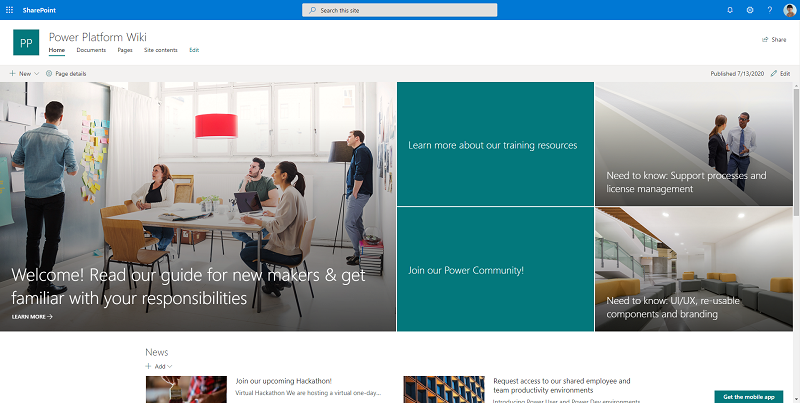 SharePoint
Search this site
?
PP
Power Platform Wiki
Home Documents Pages Site contents Edit
Share
New
Page details
Published 7/13/2020
Edit
Learn more about our training resources
Need to know: Support processes and
license management
Welcome! Read our guide for new makers & get
familiar with your responsibilities
LEARN MORE →
Join our Power Community!
Need to know: UI/UX, re-usable
components and branding
News
+ Add
Join our upcoming Hackathon!
Virtual Hackathon We are hosting a virtual one-day...
Request access to our shared employee and
team productivity environments
Introducing Power User and Power Dev environments
Get the mobile app